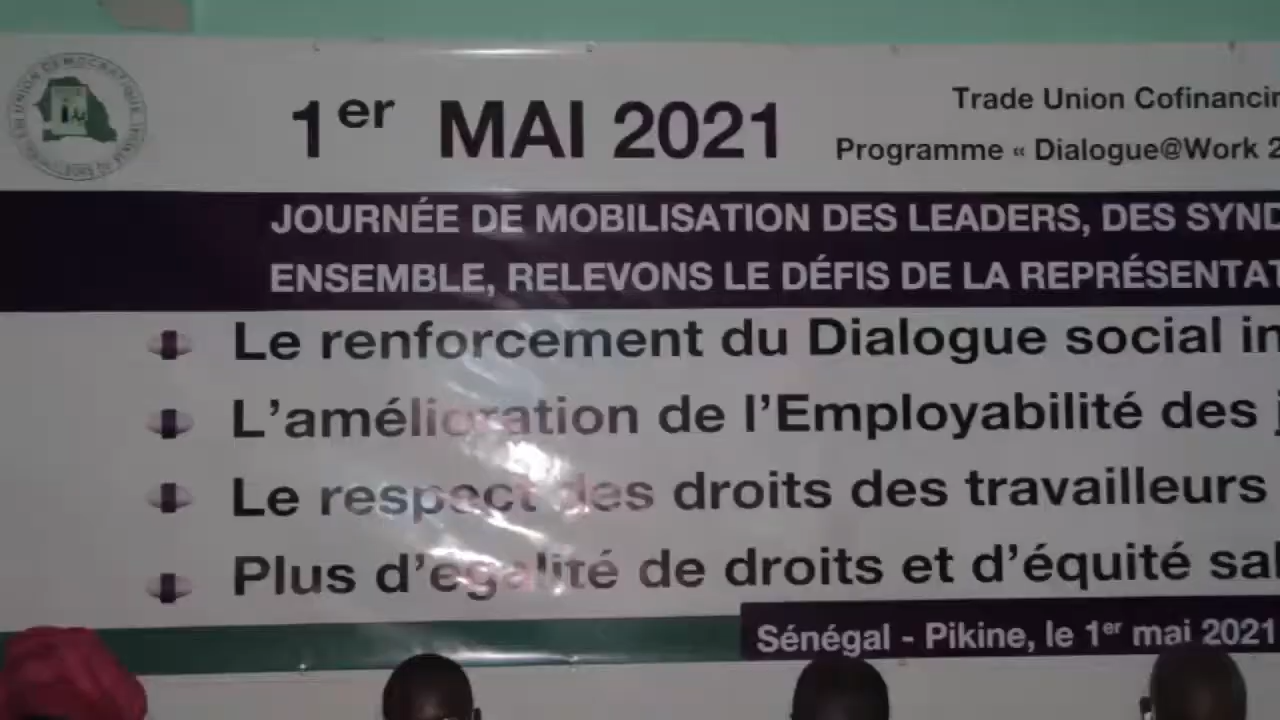 1er MAI 2021
Trade Union Cofinancin
Programme « Dialogue@Work 2
JOURNÉE DE MOBILISATION DES LEADERS, DES SYND
ENSEMBLE, RELEVONS LE DÉFIS DE LA REPRÉSENTAT
Le renforcement du Dialogue social in
L'amélioration de l'Employabilité des j
Le respect des droits des travailleurs
Plus d'égalité de droits et d'équité sal
Sénégal - Pikine, le 1er mai 2021